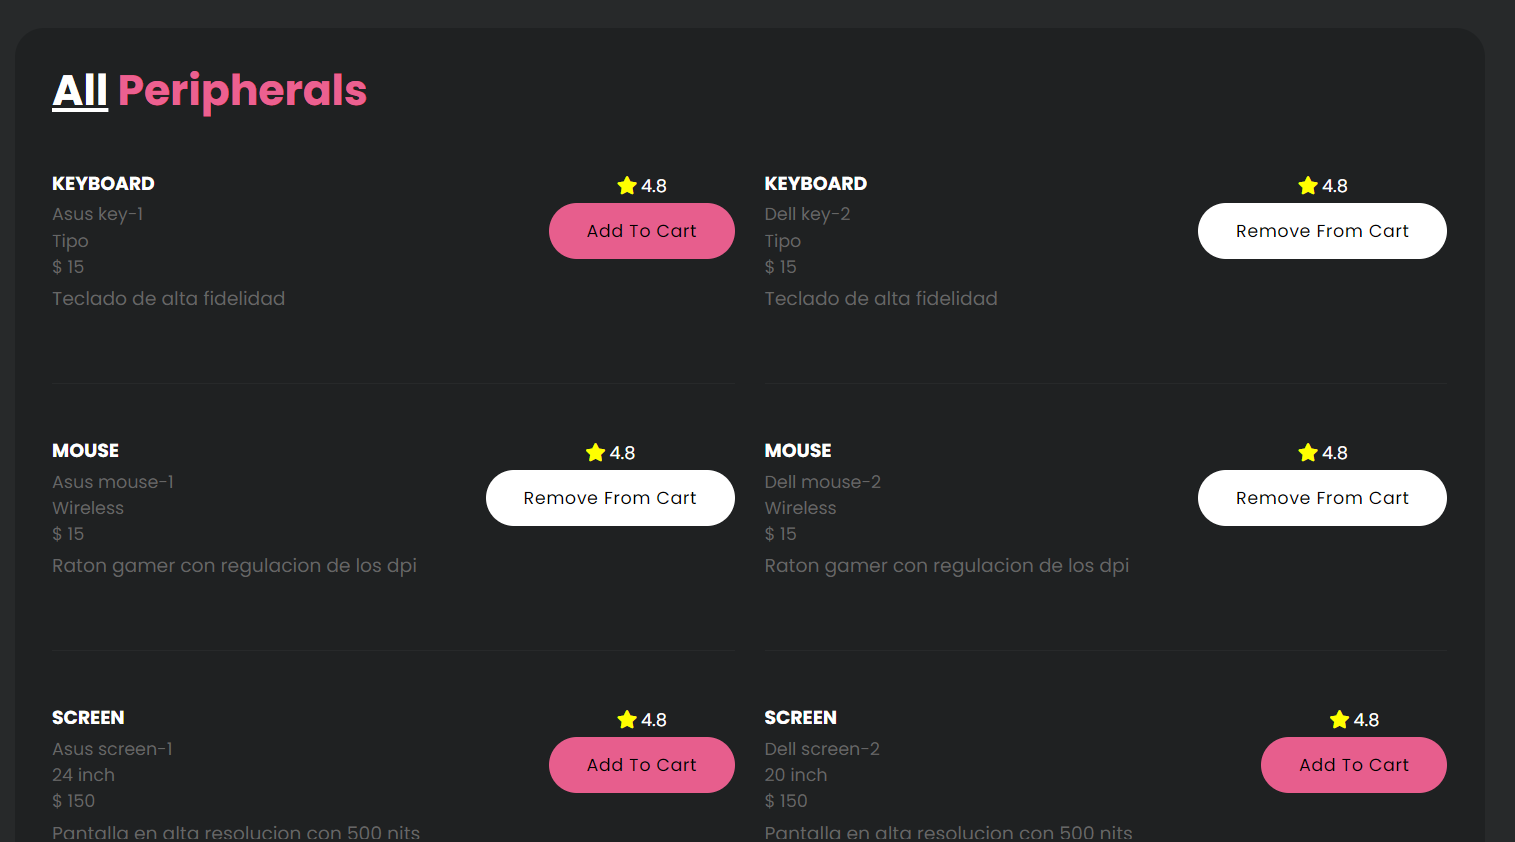 All Peripherals
KEYBOARD
4.8
Asus key-1
Add To Cart
Tipo
$ 15
Teclado de alta fidelidad
KEYBOARD
4.8
Dell key-2
Remove From Cart
Tipo
$ 15
Teclado de alta fidelidad
MOUSE
4.8
Asus mouse-1
Remove From Cart
Wireless
$ 15
Raton gamer con regulacion de los dpi
MOUSE
4.8
Dell mouse-2
Remove From Cart
Wireless
$ 15
Raton gamer con regulacion de los dpi
SCREEN
4.8
Asus screen-1
Add To Cart
24 inch
$ 150
Pantalla en alta resolucion con 500 nits
SCREEN
4.8
Dell screen-2
Add To Cart
20 inch
$ 150
Pantalla en alta resolucion con 500 nits